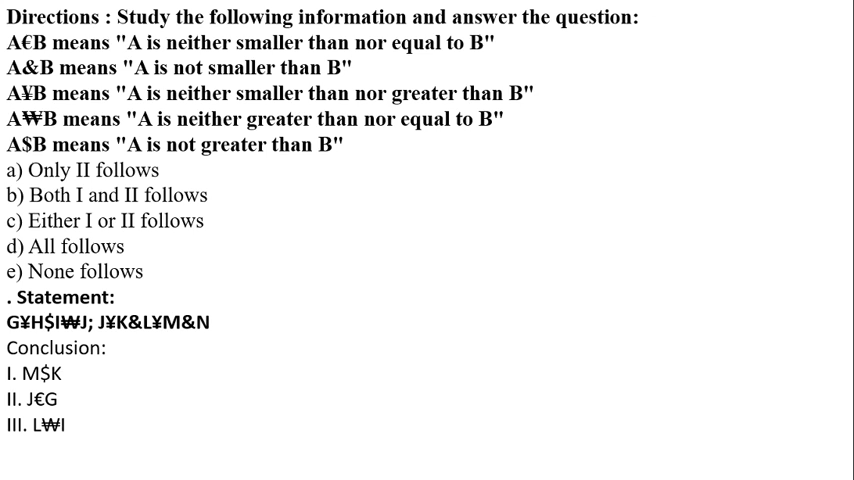 Directions : Study the following information and answer the question:
A€B means "A is neither smaller than nor equal to B"
A&B means "A is not smaller than B"
A¥B means "A is neither smaller than nor greater than B"
A₩B means "A is neither greater than nor equal to B"
A$B means "A is not greater than B"
a) Only II follows
b) Both I and II follows
c) Either I or II follows
d) All follows
e) None follows
. Statement:
G¥H$I₩J; J¥K&L¥M&N
Conclusion:
I. M$K
II. J€G
III. L₩I